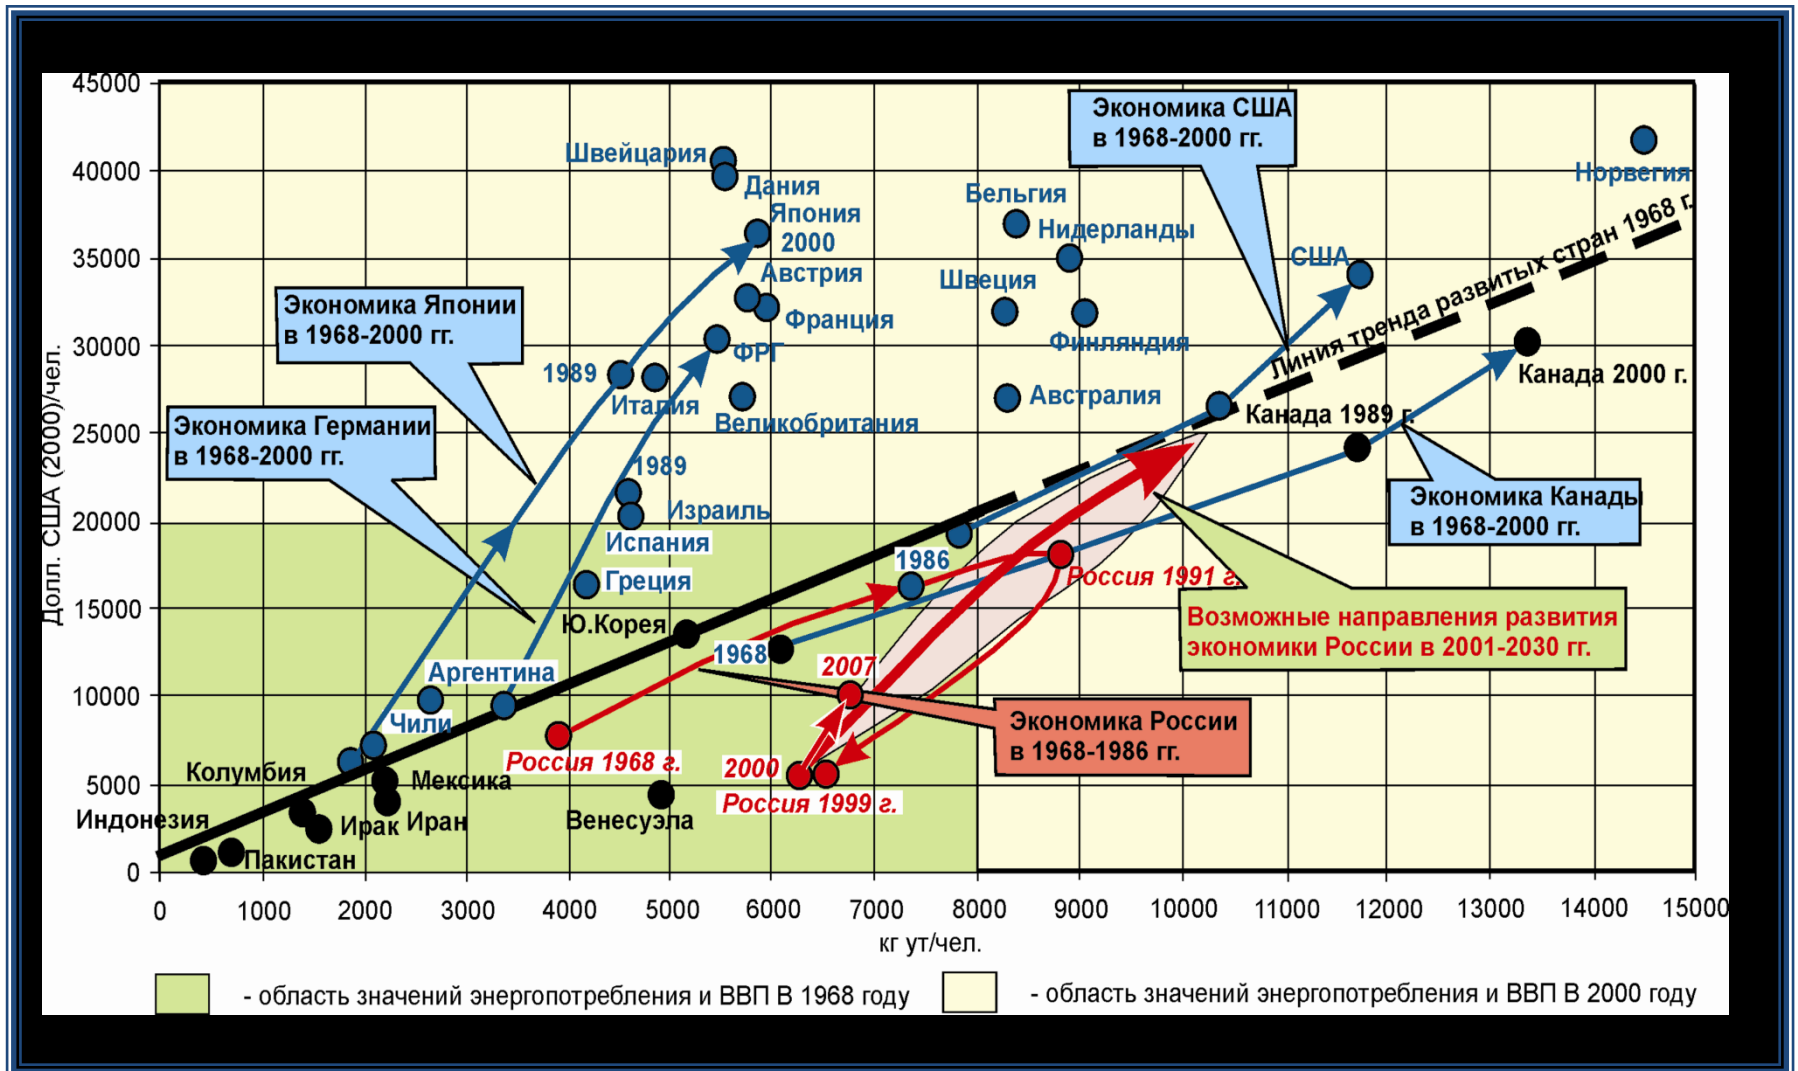 45000
40000
35000
30000
25000
20000
15000
10000
5000
0
Долл. США (2000)/чел.
Экономика США
в 1968-2000 гг.
Норвегия
Швейцария
Дания
Япония
2000
Бельгия
Нидерланды
Линия тренда развитых стран 1968 г.
США
Австрия
Швеция
Экономика Японии
в 1968-2000 гг.
Франция
Финляндия
ФРГ
1989
Канада 2000 г.
Италия
Австралия
Великобритания
Канада 1989 г.
Экономика Германии
в 1968-2000 гг.
1989
Экономика Канады
в 1968-2000 гг.
Израиль
Испания
1986
Греция
Россия 1991 г.
Ю.Корея
Возможные направления развития
экономики России в 2001-2030 гг.
1968
2007
Аргентина
Чили
Экономика России
в 1968-1986 гг.
Россия 1968 г.
2000
Колумбия
Мексика
Россия 1999 г.
Индонезия
Ирак
Иран
Венесуэла
Пакистан
0 1000 2000 3000 4000 5000 6000 7000 8000 9000 10000 11000 12000 13000 14000 15000
кг ут/чел.
- область значений энергопотребления и ВВП В 1968 году
- область значений энергопотребления и ВВП В 2000 году